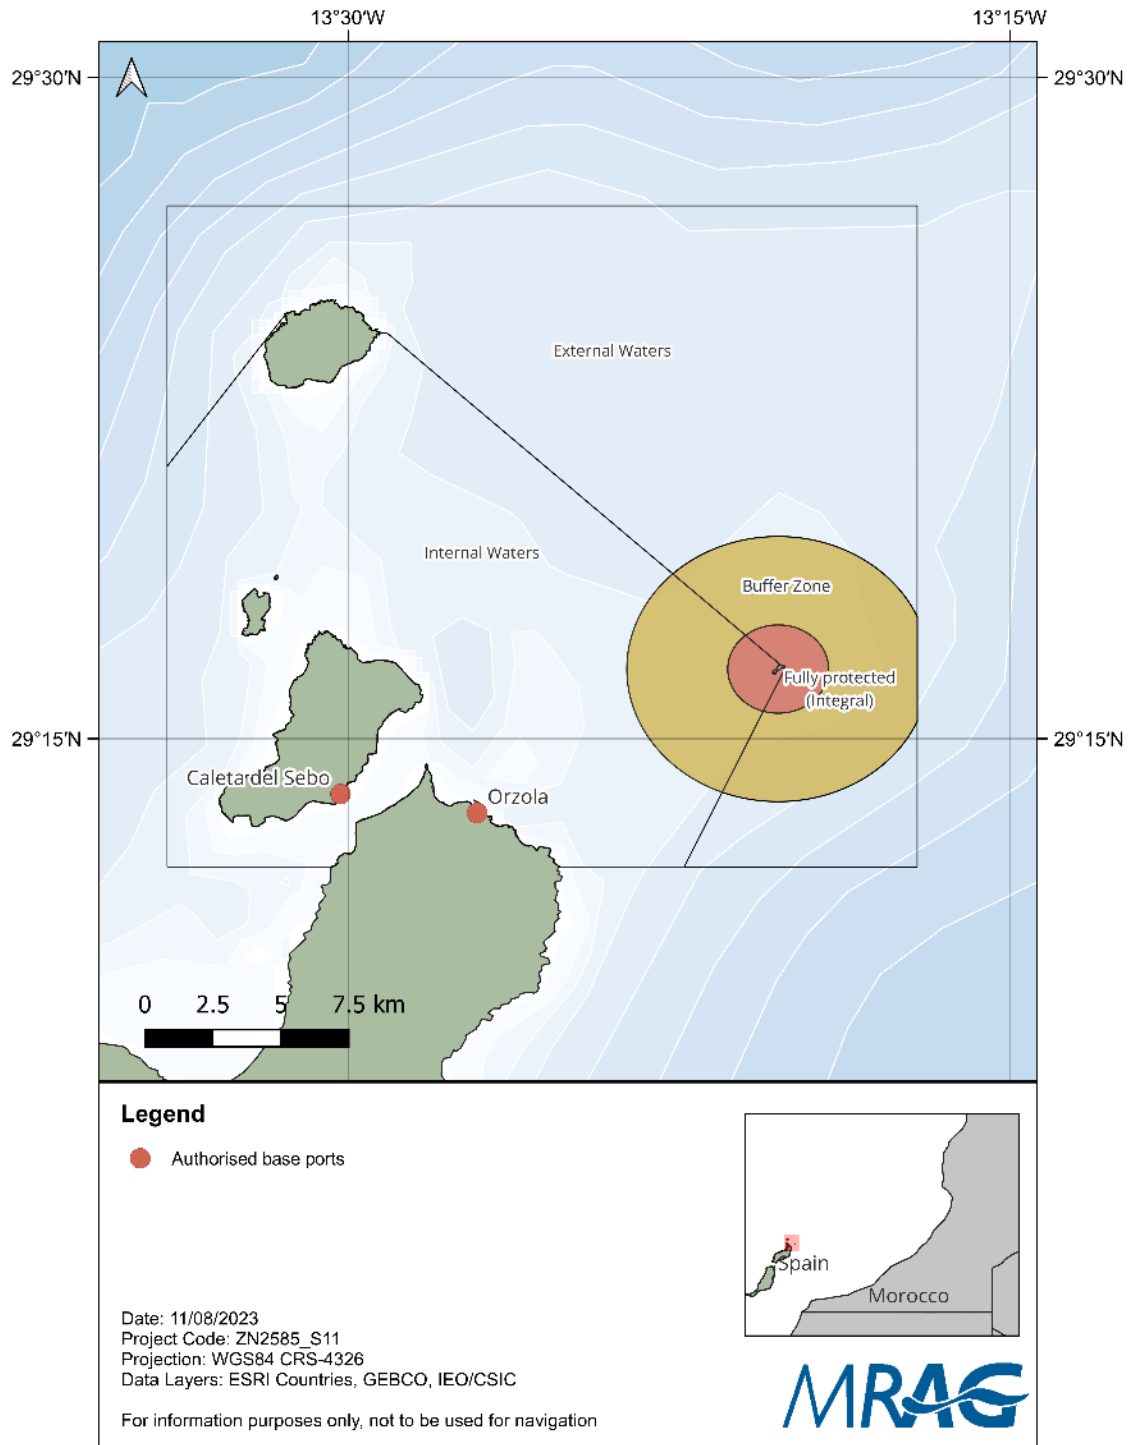 13°30'W
13°15'W
29°30'N
29°30'N
External Waters
Internal Waters
Buffer Zone
Fully protected
(Integral)
29°15'N
29°15'N
Caleta del Sebo
Orzola
0 2.5 5 7.5 km
Legend
Authorised base ports
Spain
Morocco
Date: 11/08/2023
Project Code: ZN2585_S11
Projection: WGS84 CRS-4326
Data Layers: ESRI Countries, GEBCO, IEO/CSIC
For information purposes only, not to be used for navigation
MRAG